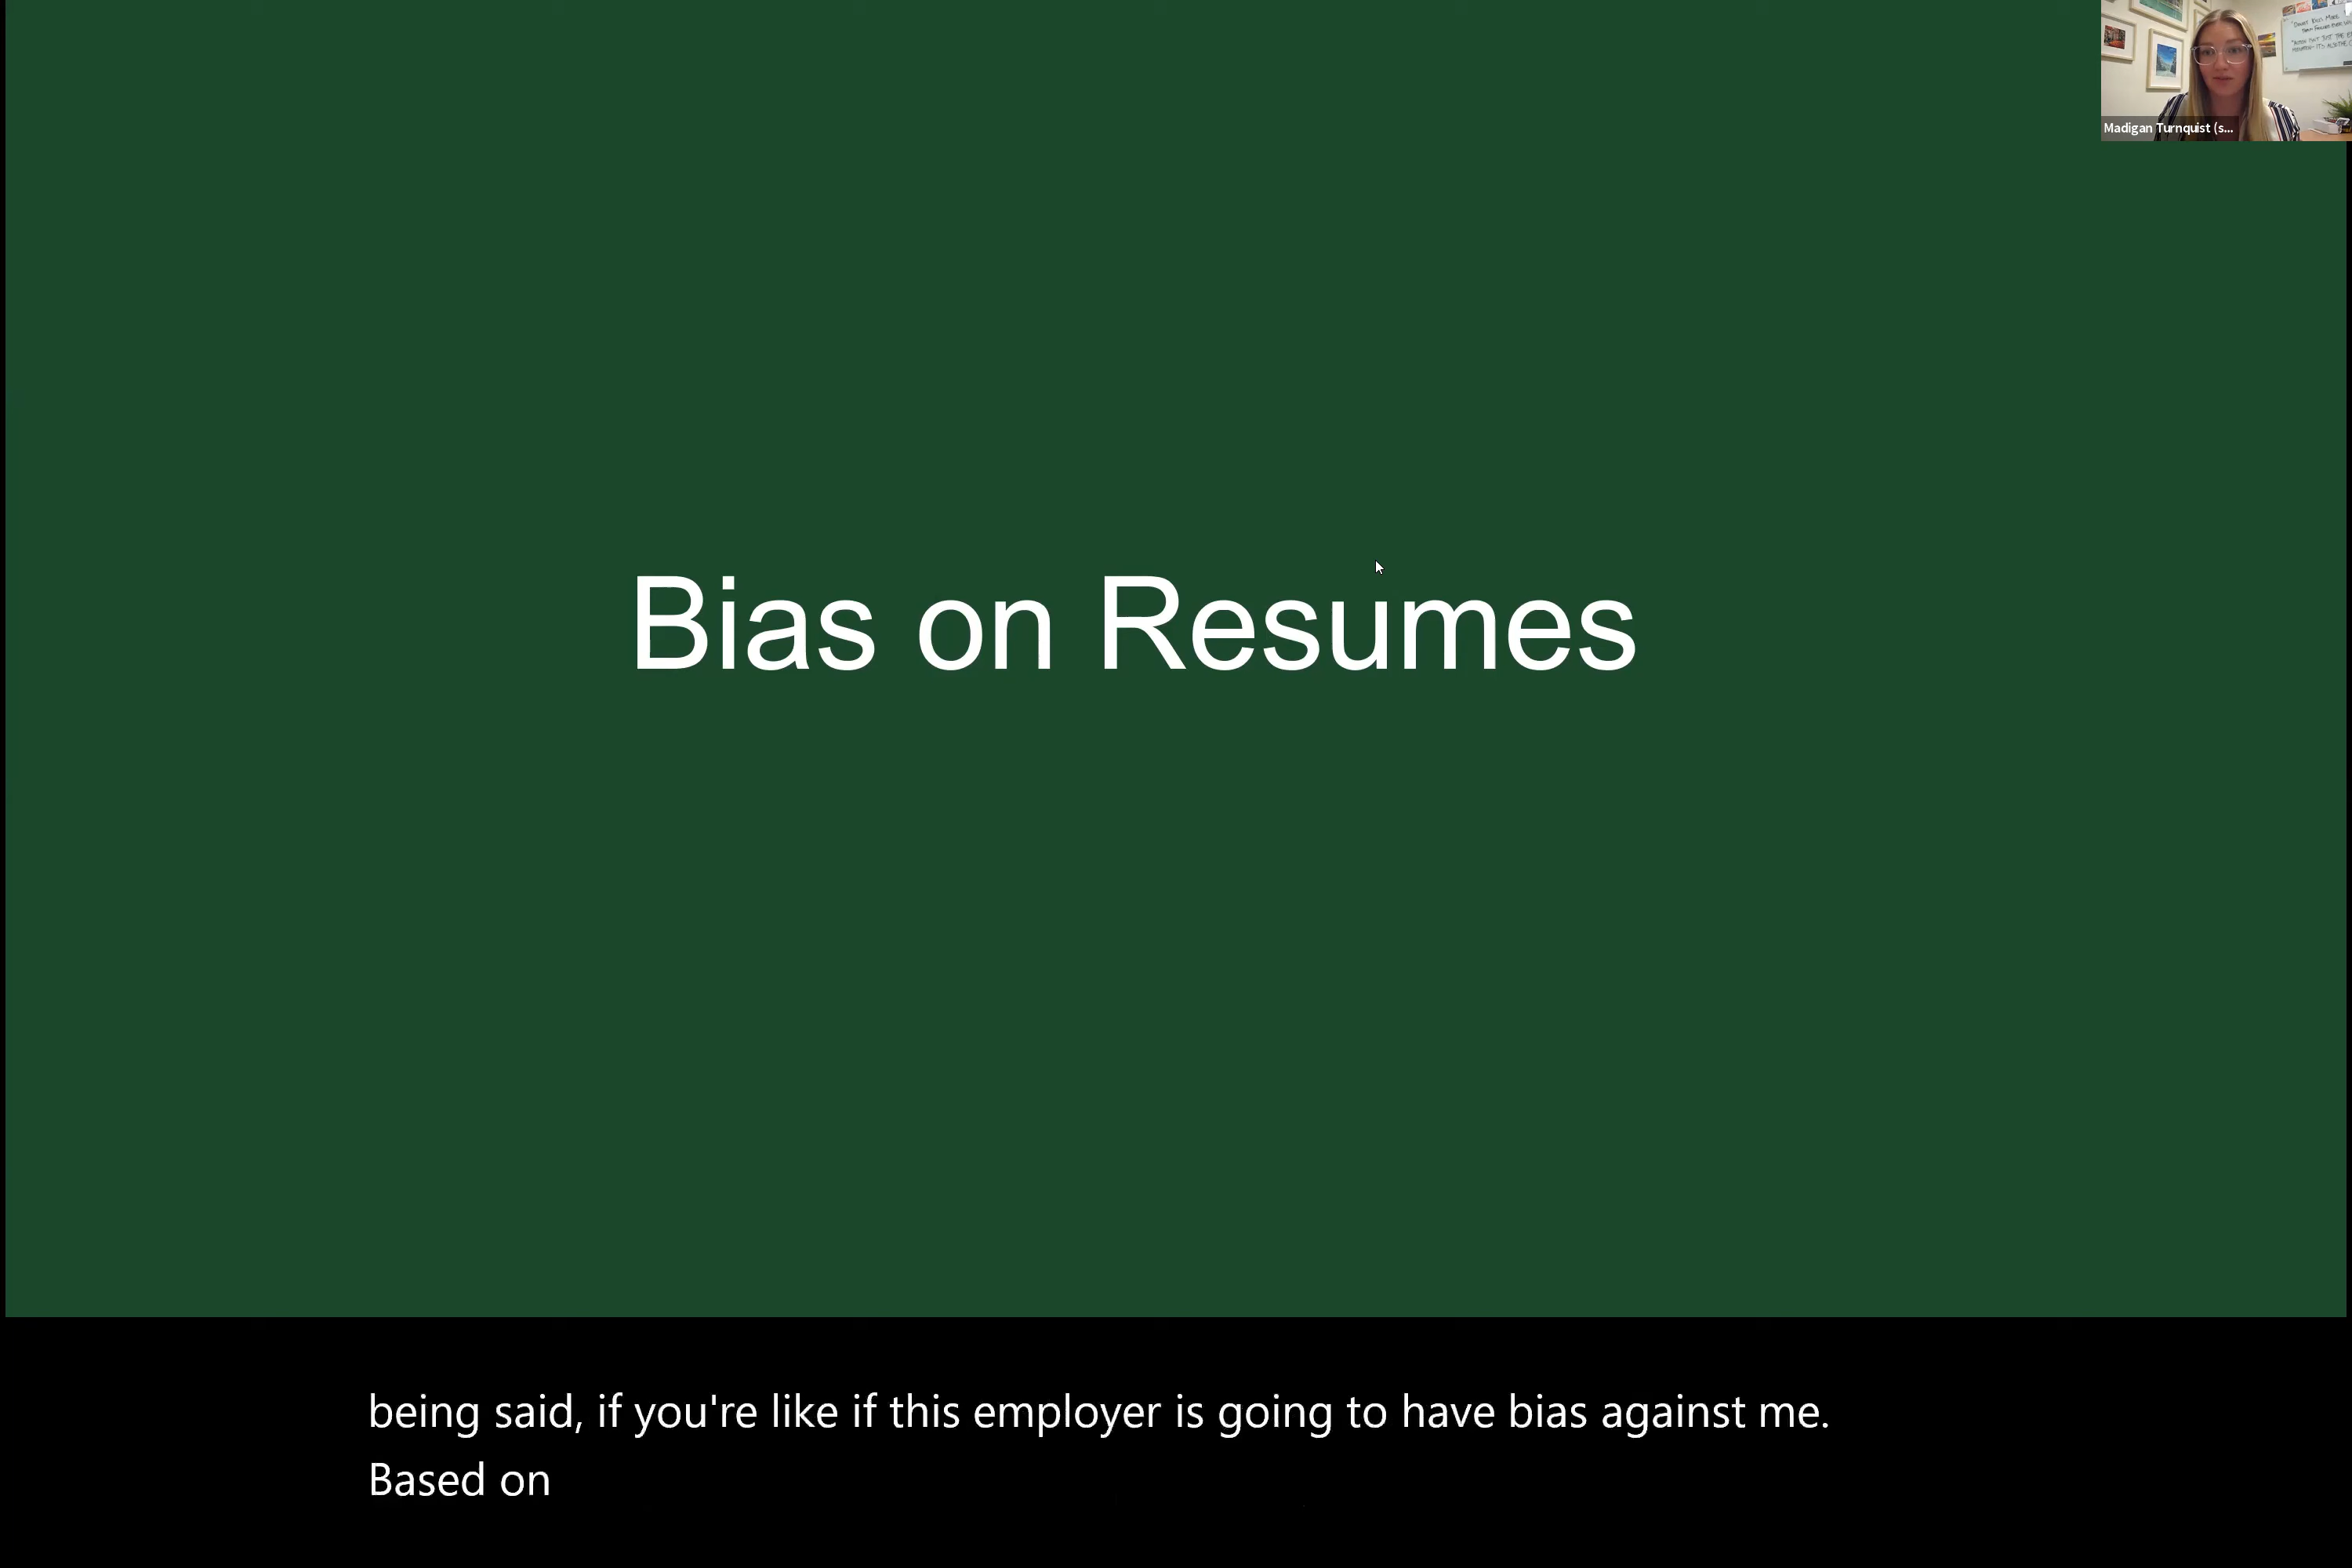 Madigan Turnquist (s...
Bias on Resumes
being said, if you're like if this employer is going to have bias against me.
Based on